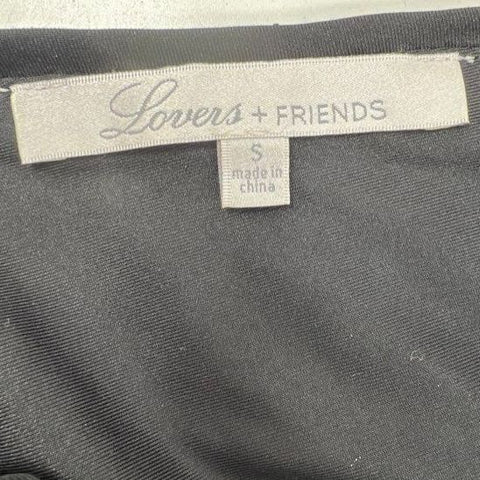 Lovers + FRIENDS
S
made in
china